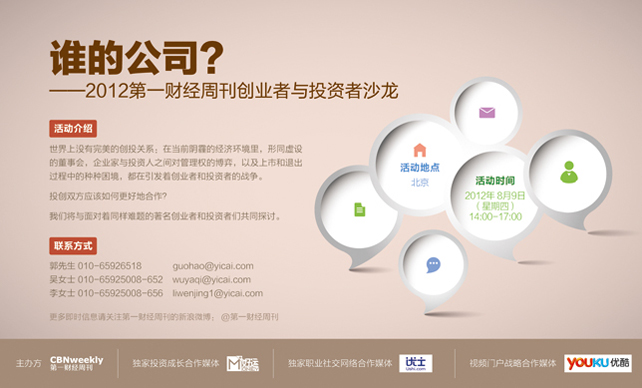 谁的公司？
——2012第一财经周刊创业者与投资者沙龙
活动介绍
世界上没有完美的创投关系：在当前阴霾的经济环境里，形同虚设
的董事会，企业家与投资人之间对管理权的博弈，以及上市和退出
过程中的种种困境，都在引发着创业者和投资者的战争。
投创双方应该如何更好地合作？
我们将与面对着同样难题的著名创业者和投资者们共同探讨。
联系方式
郭先生 010-65926518 guohao@yicai.com
吴女士 010-65925008-652 wuyaqi@yicai.com
李女士 010-65925008-656 liwenjing1@yicai.com
更多即时信息请关注第一财经周刊的新浪微博： @第一财经周刊
活动地点
北京
活动时间
2012年 8月9日
（星期四）
14:00-17:00
主办方
CBNweekly
第一财经周刊
独家投资成长合作媒体
独家职业社交网络合作媒体
优士
Ushi.com
视频门户战略合作媒体
YOUKU 优酷